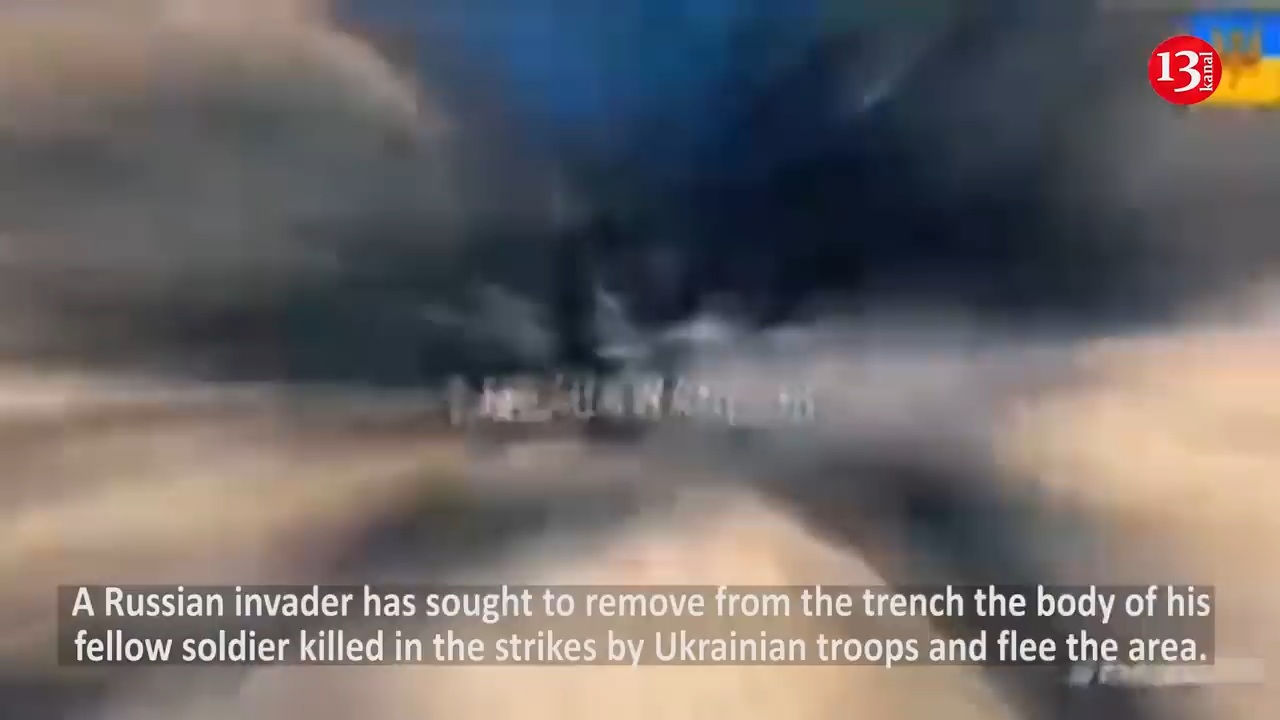 13
kanal
A Russian invader has sought to remove from the trench the body of his
fellow soldier killed in the strikes by Ukrainian troops and flee the area.